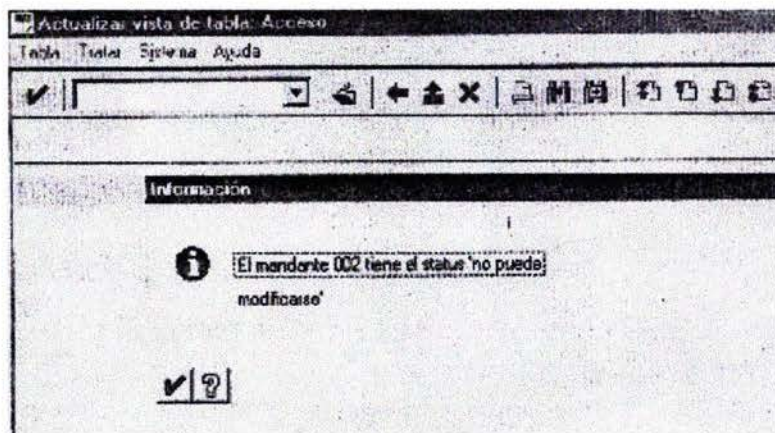 Actualizar vista de tabla: Acceso
Tabla Tratar Sistema Ayuda
Información
El mandante 002 tiene el status 'no puede
modificarse'